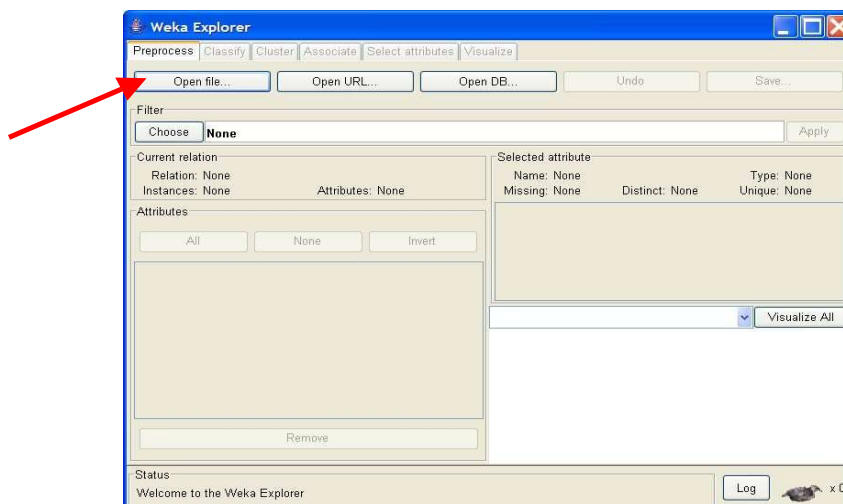 Weka Explorer
Preprocess Classify Cluster Associate Select attributes Visualize
Open file... Open URL... Open DB... Undo Save...
Filter
Choose None Apply
Current relation
Relation: None
Instances: None Attributes: None
Selected attribute
Name: None Type: None
Missing: None Distinct: None Unique: None
Attributes
All None Invert
Visualize All
Remove
Status
Welcome to the Weka Explorer
Log x 0